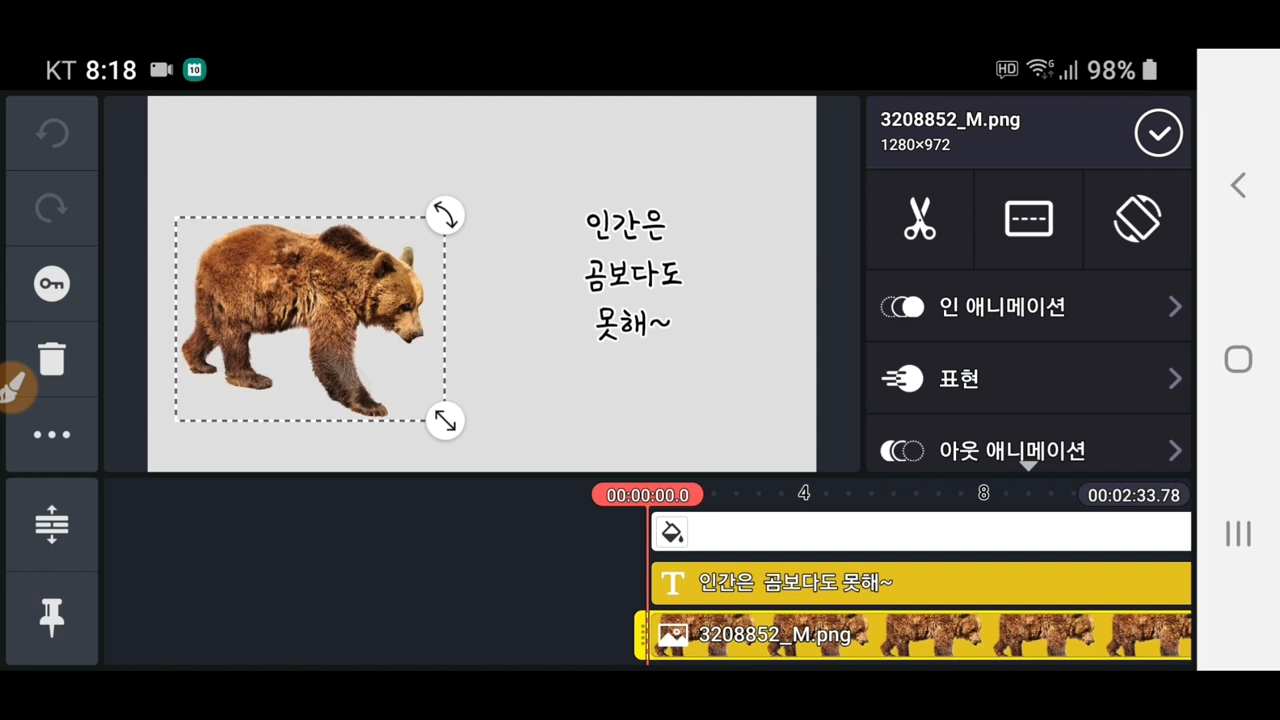 KT 8:18
10
HD
98%
3208852_M.png
1280×972
인간은
곰보다도
못해~
인 애니메이션
표현
아웃 애니메이션
00:00:00.0
4
8
00:02:33.78
T 인간은 곰보다도 못해~
3208852_M.png